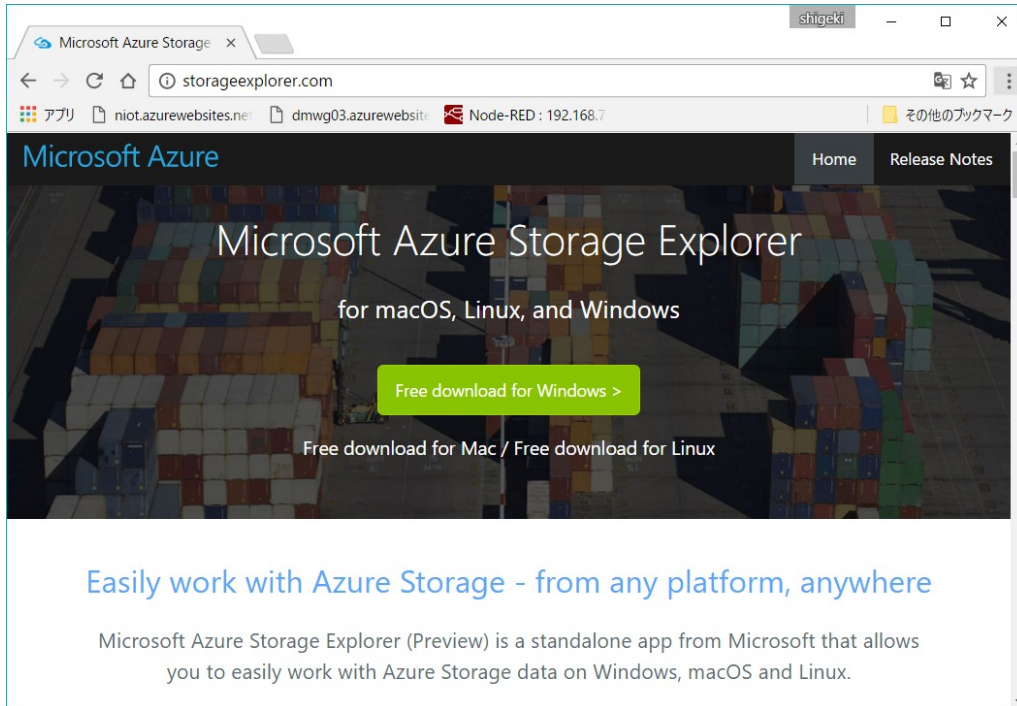 shigeki
Microsoft Azure Storage
storageexplorer.com
アプリ niot.azurewebsites.net dmwg03.azurewebsite Node-RED : 192.168.7 その他のブックマーク
Microsoft Azure Home Release Notes
Microsoft Azure Storage Explorer
for macOS, Linux, and Windows
Free download for Windows >
Free download for Mac / Free download for Linux
Easily work with Azure Storage - from any platform, anywhere
Microsoft Azure Storage Explorer (Preview) is a standalone app from Microsoft that allows
you to easily work with Azure Storage data on Windows, macOS and Linux.